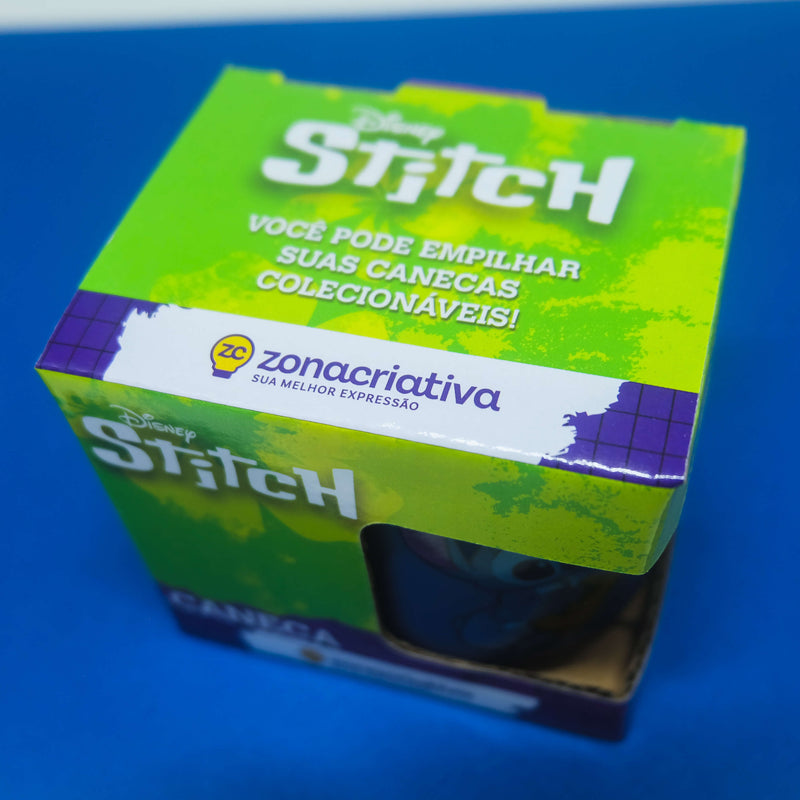 Disney
Stitch
VOCÊ PODE EMPILHAR
SUAS CANECAS
COLECIONÁVEIS!
ZC zonacriativa
SUA MELHOR EXPRESSÃO
Disney
Stitch
CANECA